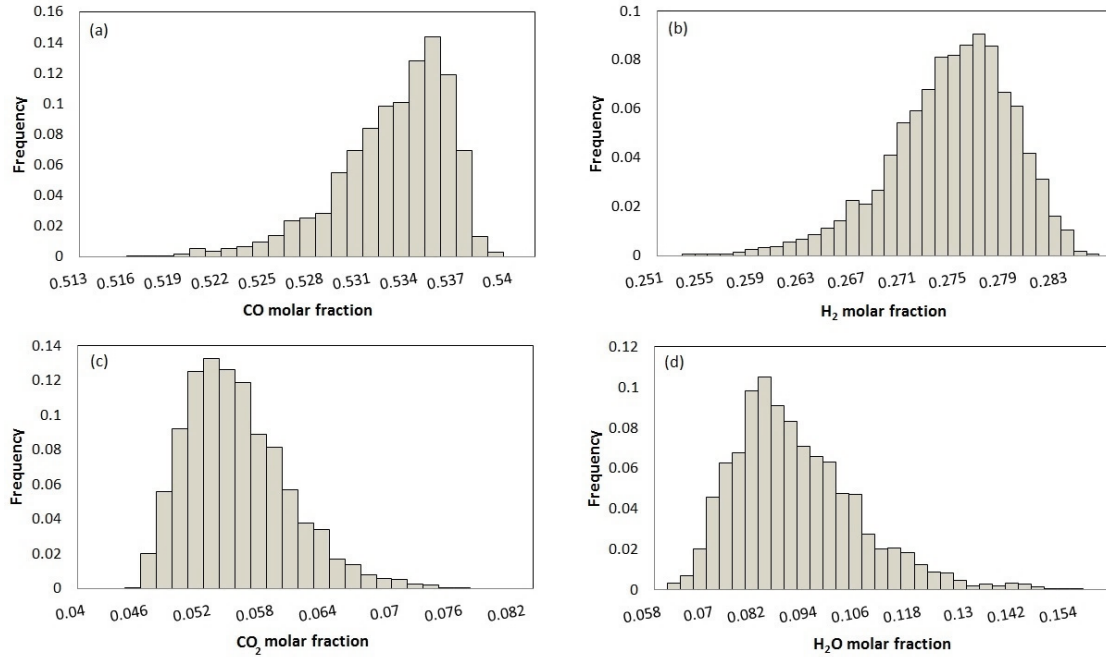 (a)
0.16
0.14
0.12
0.1
0.08
0.06
0.04
0.02
0
Frequency
0.513 0.516 0.519 0.522 0.525 0.528 0.531 0.534 0.537 0.54
CO molar fraction
(b)
0.1
0.08
0.06
0.04
0.02
0
Frequency
0.251 0.255 0.259 0.263 0.267 0.271 0.275 0.279 0.283
H₂ molar fraction
(c)
0.14
0.12
0.1
0.08
0.06
0.04
0.02
0
Frequency
0.04 0.046 0.052 0.058 0.064 0.07 0.076 0.082
CO₂ molar fraction
(d)
0.12
0.1
0.08
0.06
0.04
0.02
0
Frequency
0.058 0.07 0.082 0.094 0.106 0.118 0.13 0.142 0.154
H₂O molar fraction